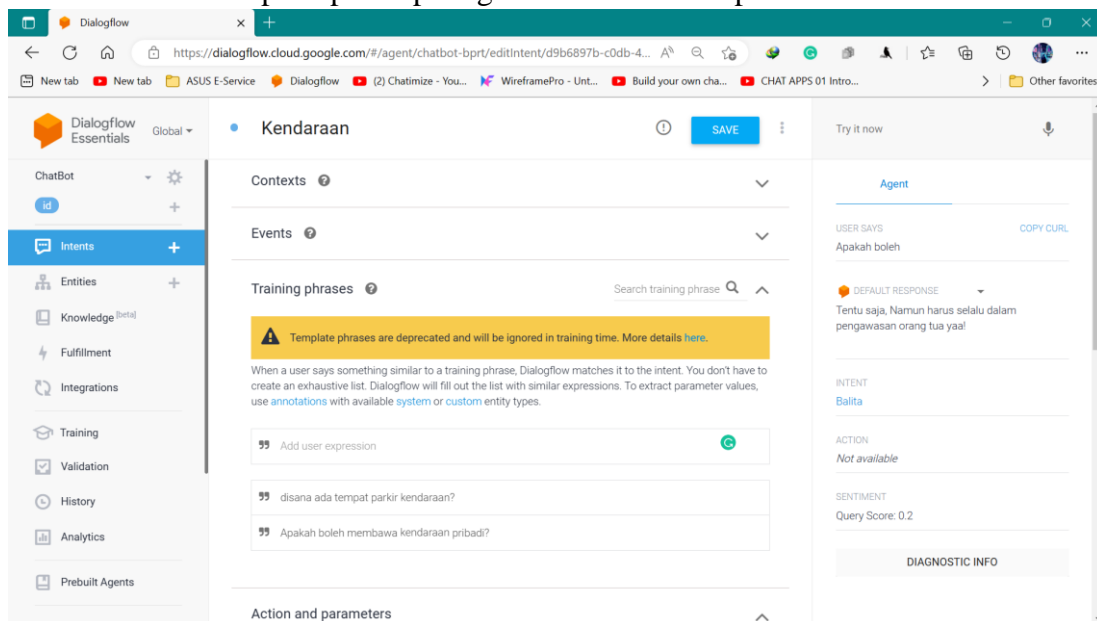 Dialogflow
https://dialogflow.cloud.google.com/#/agent/chatbot-bprt/editIntent/d9b6897b-c0db-4...
New tab
New tab
ASUS E-Service
Dialogflow
(2) Chatimize - You...
WireframePro - Unt...
Build your own cha...
CHAT APPS 01 Intro...
Other favorites
Dialogflow
Essentials
Global
ChatBot
id
Intents
Entities
Knowledge [beta]
Fulfillment
Integrations
Training
Validation
History
Analytics
Prebuilt Agents
Kendaraan
SAVE
Contexts
Events
Training phrases
Search training phrase
Template phrases are deprecated and will be ignored in training time. More details here.
When a user says something similar to a training phrase, Dialogflow matches it to the intent. You don't have to
create an exhaustive list. Dialogflow will fill out the list with similar expressions. To extract parameter values,
use annotations with available system or custom entity types.
Add user expression
disana ada tempat parkir kendaraan?
Apakah boleh membawa kendaraan pribadi?
Action and parameters
Try it now
Agent
USER SAYS
COPY CURL
Apakah boleh
DEFAULT RESPONSE
Tentu saja, Namun harus selalu dalam
pengawasan orang tua yaa!
INTENT
Balita
ACTION
Not available
SENTIMENT
Query Score: 0.2
DIAGNOSTIC INFO